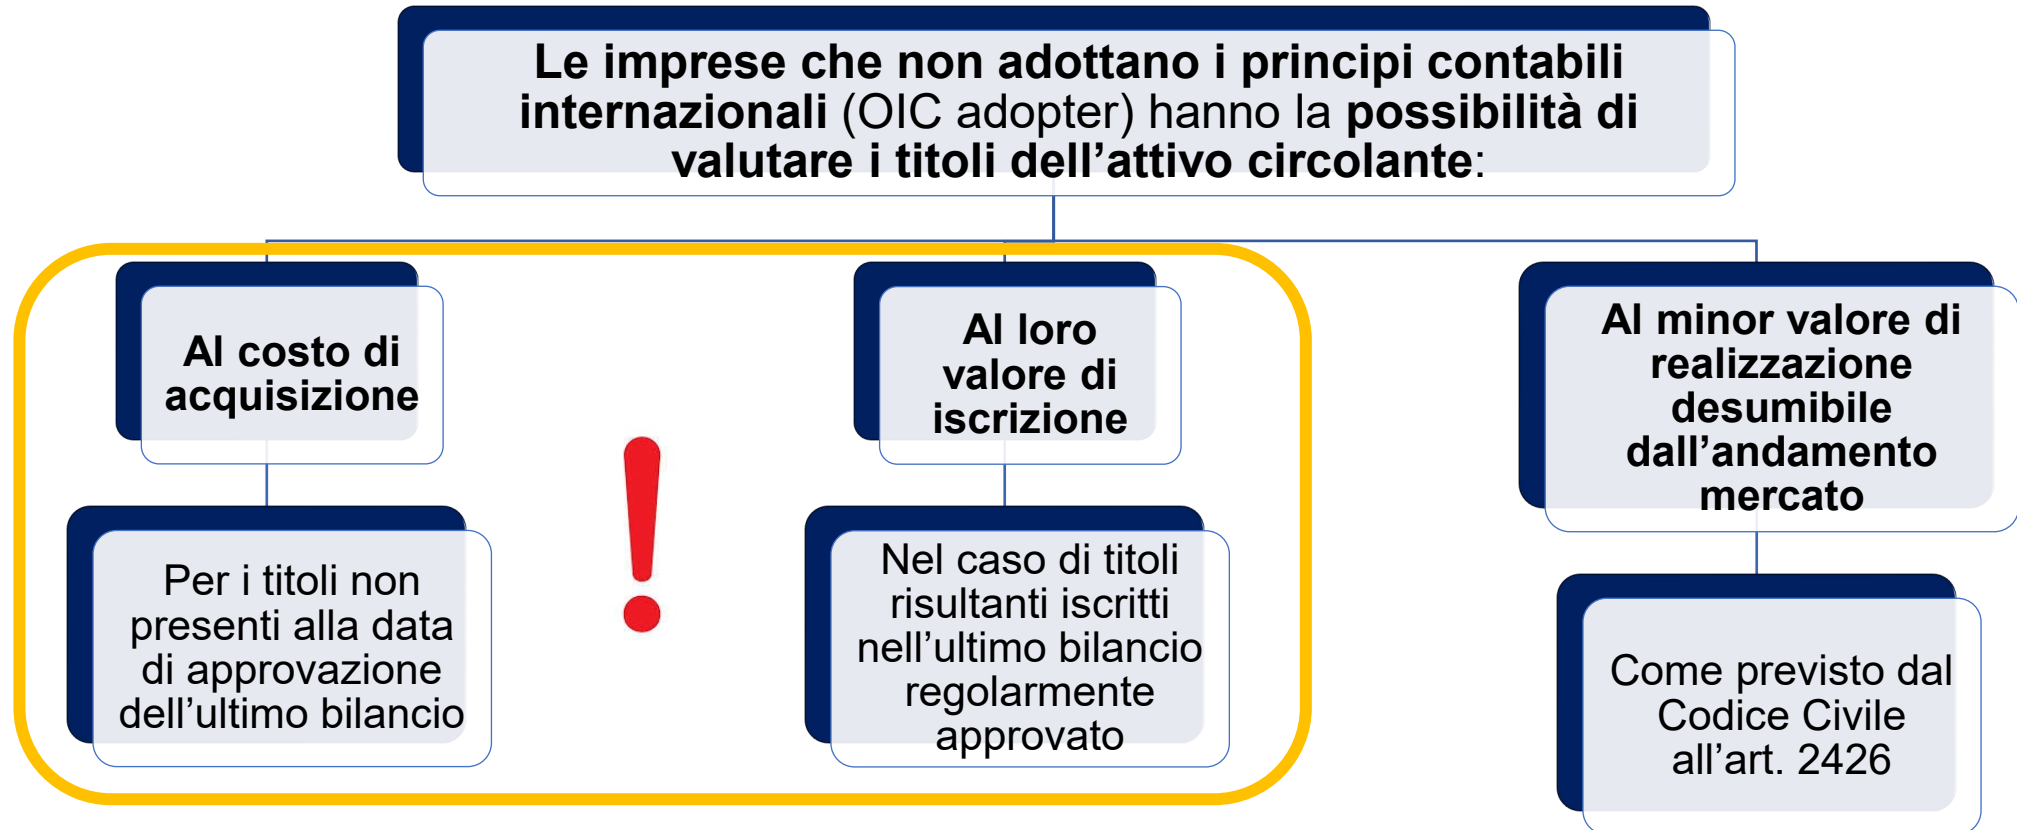 Le imprese che non adottano i principi contabili
internazionali (OIC adopter) hanno la possibilità di
valutare i titoli dell’attivo circolante:
Al costo di
acquisizione
Per i titoli non
presenti alla data
di approvazione
dell’ultimo bilancio
!
Al loro
valore di
iscrizione
Nel caso di titoli
risultanti iscritti
nell’ultimo bilancio
regolarmente
approvato
Al minor valore di
realizzazione
desumibile
dall’andamento
mercato
Come previsto dal
Codice Civile
all’art. 2426